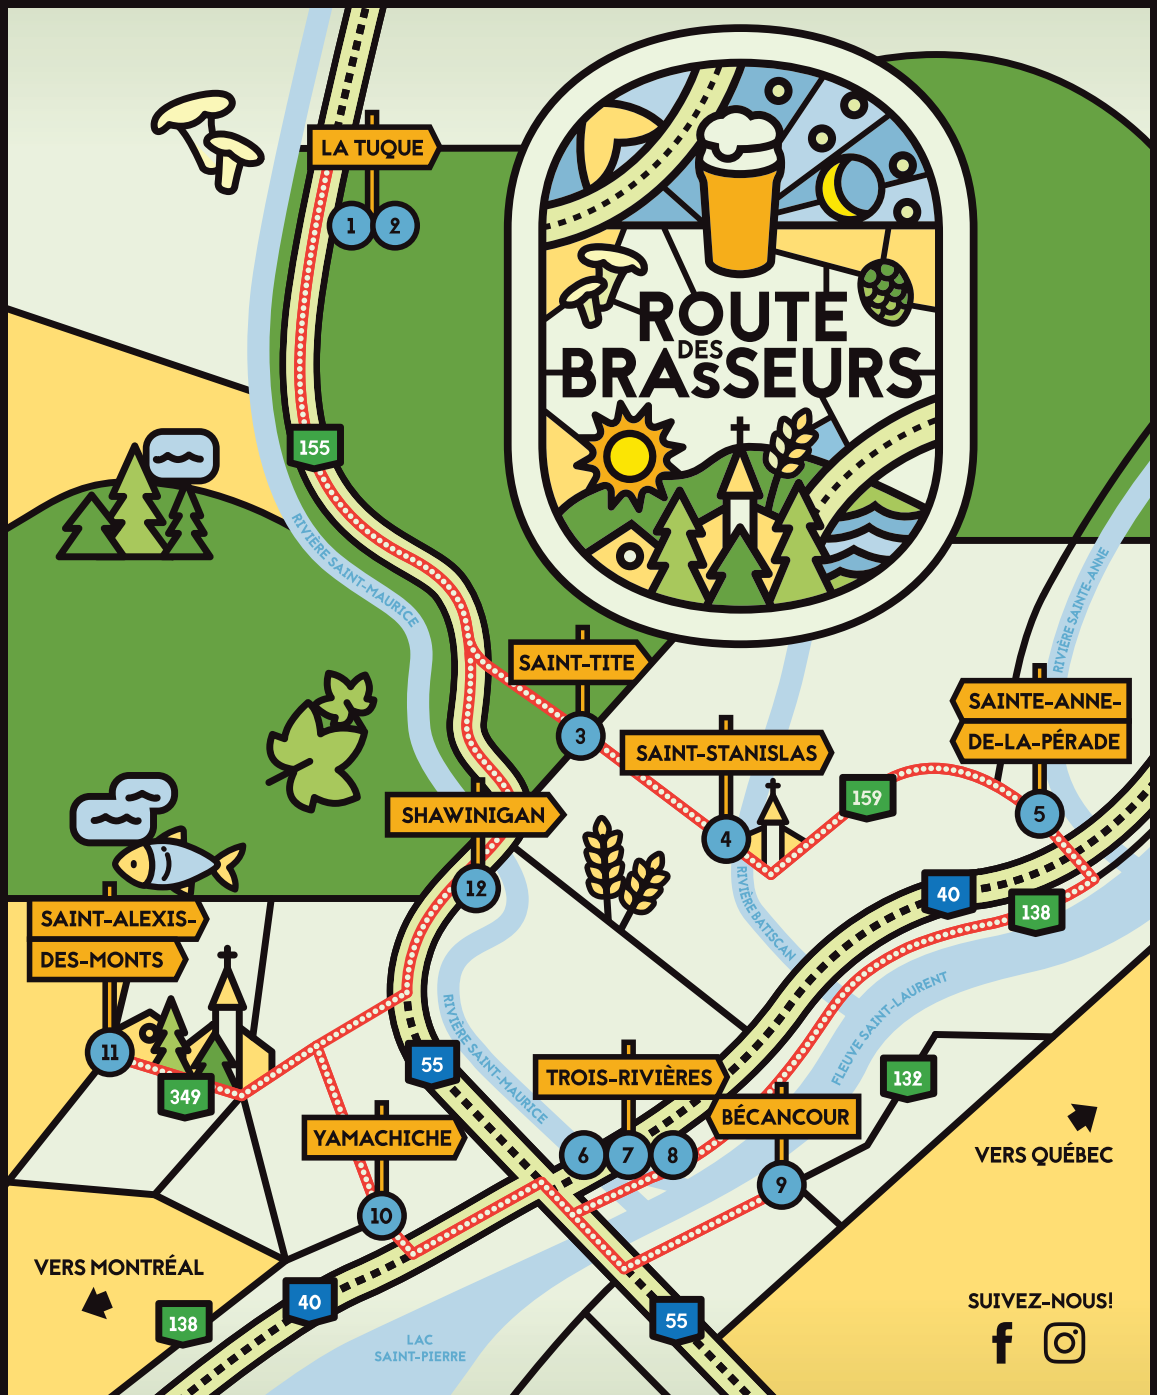 LA TUQUE
1 2
ROUTE
DES
BRASSEURS
155
RIVIÈRE SAINT-MAURICE
RIVIÈRE SAINTE-ANNE
SAINT-TITE
3
SAINT-STANISLAS
4
159
SAINTE-ANNE-
DE-LA-PÉRADE
5
SHAWINIGAN
12
40
138
RIVIÈRE BATISCAN
SAINT-ALEXIS-
DES-MONTS
11
349
RIVIÈRE SAINT-MAURICE
FLEUVE SAINT-LAURENT
55
TROIS-RIVIÈRES
6 7 8
132
BÉCANCOUR
9
YAMACHICHE
10
VERS QUÉBEC
VERS MONTRÉAL
138
40
55
LAC
SAINT-PIERRE
SUIVEZ-NOUS!